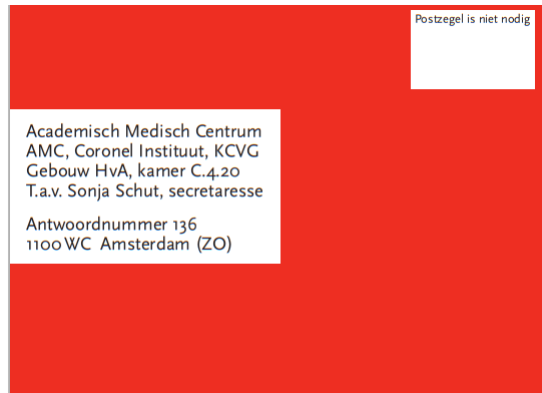 Postzegel is niet nodig
Academisch Medisch Centrum
AMC, Coronel Instituut, KCVG
Gebouw HvA, kamer C.4.20
T.a.v. Sonja Schut, secretaresse
Antwoordnummer 136
1100 WC Amsterdam (ZO)